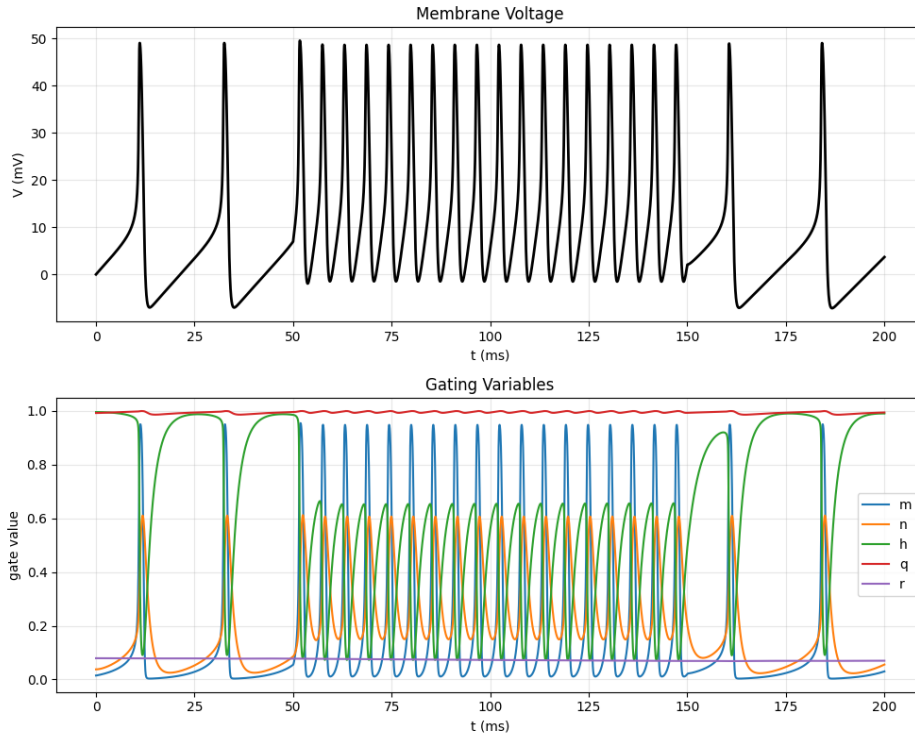 Membrane Voltage
50
40
30
20
10
0
V (mV)
0 25 50 75 100 125 150 175 200
t (ms)
Gating Variables
1.0
0.8
0.6
0.4
0.2
0.0
gate value
m
n
h
q
r
0 25 50 75 100 125 150 175 200
t (ms)